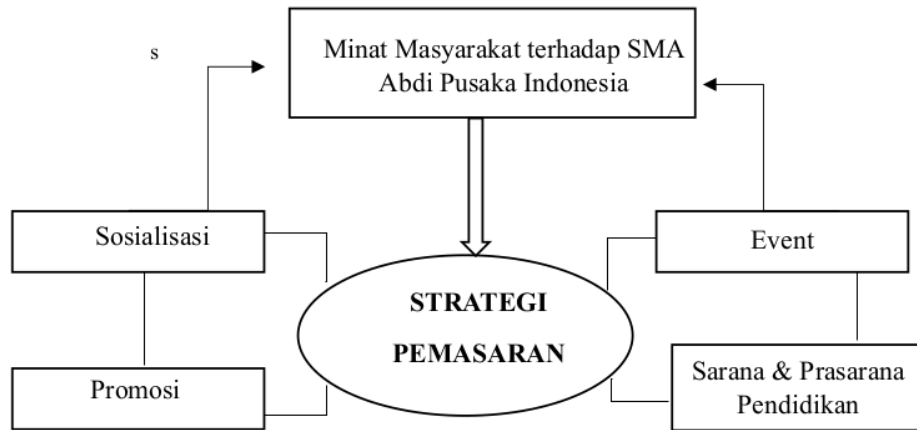 s
Minat Masyarakat terhadap SMA
Abdi Pusaka Indonesia
Sosialisasi
Event
STRATEGI
PEMASARAN
Promosi
Sarana & Prasarana
Pendidikan